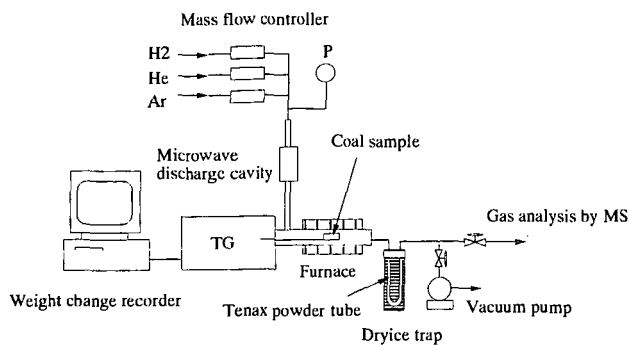 Mass flow controller
H2
He
Ar
P
Microwave
discharge cavity
Coal sample
TG
Furnace
Gas analysis by MS
Weight change recorder
Tenax powder tube
Vacuum pump
Dryice trap